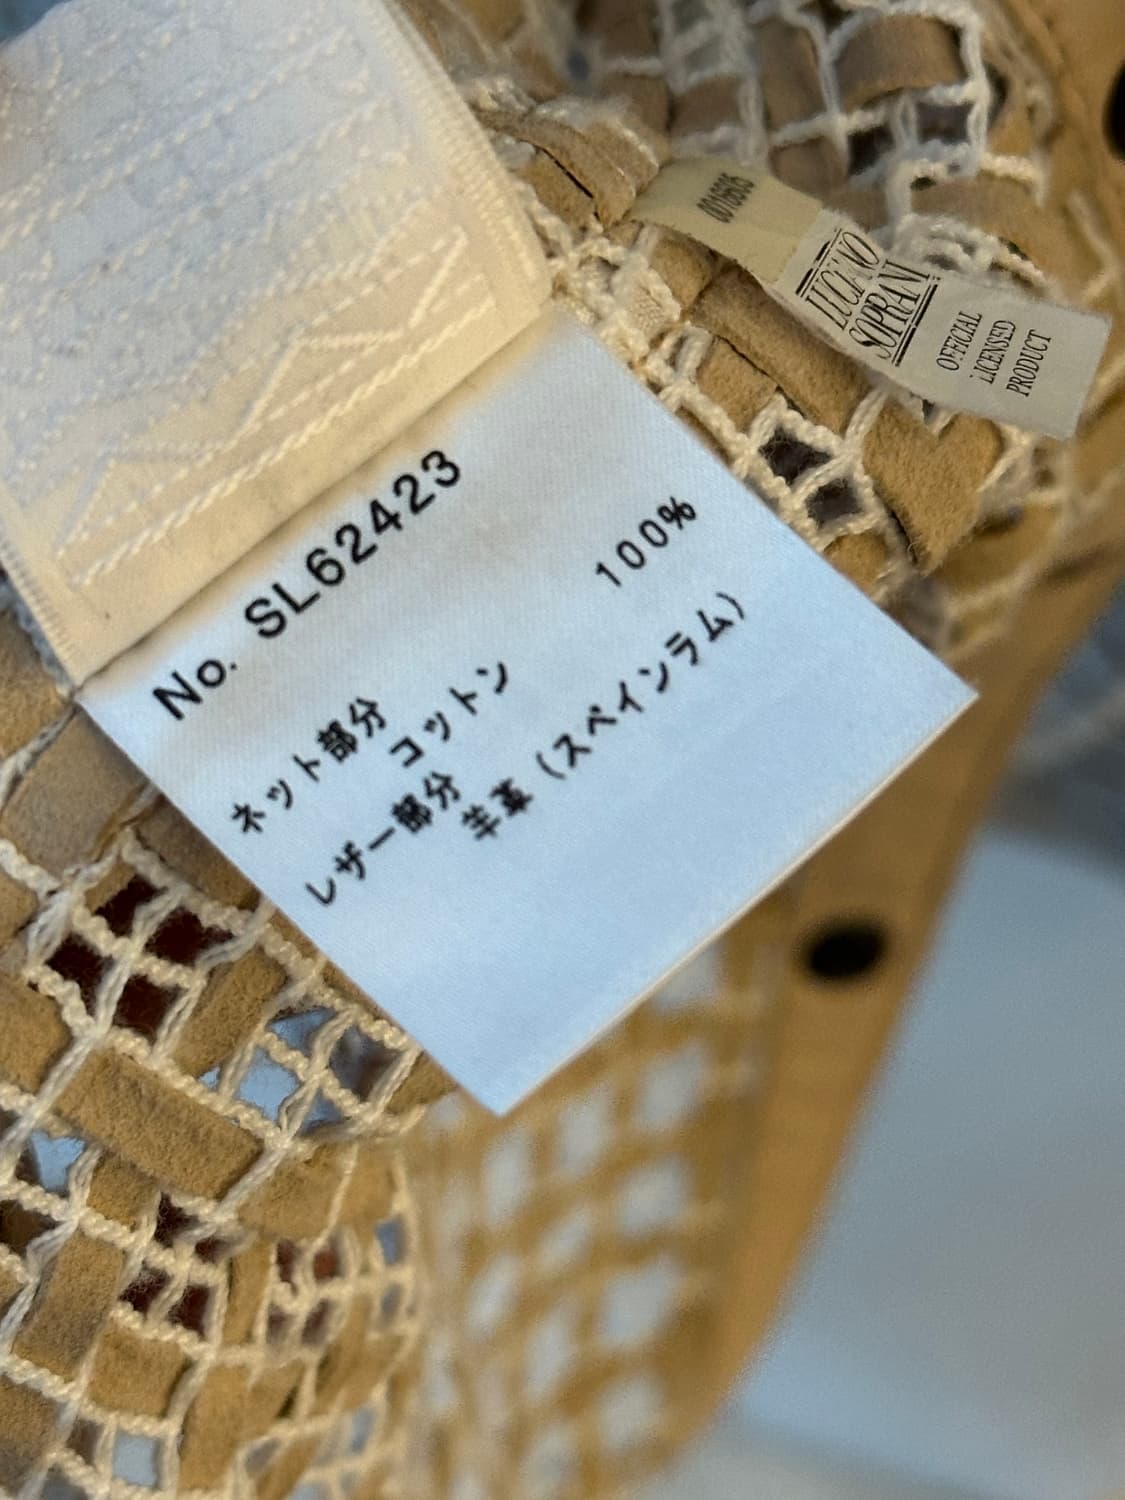 No. SL62423
ネット部分
コットン 100%
レザー部分
羊革（スペインラム）
LUCIANO
SOPRANI
OFFICIAL
LICENSED
PRODUCT